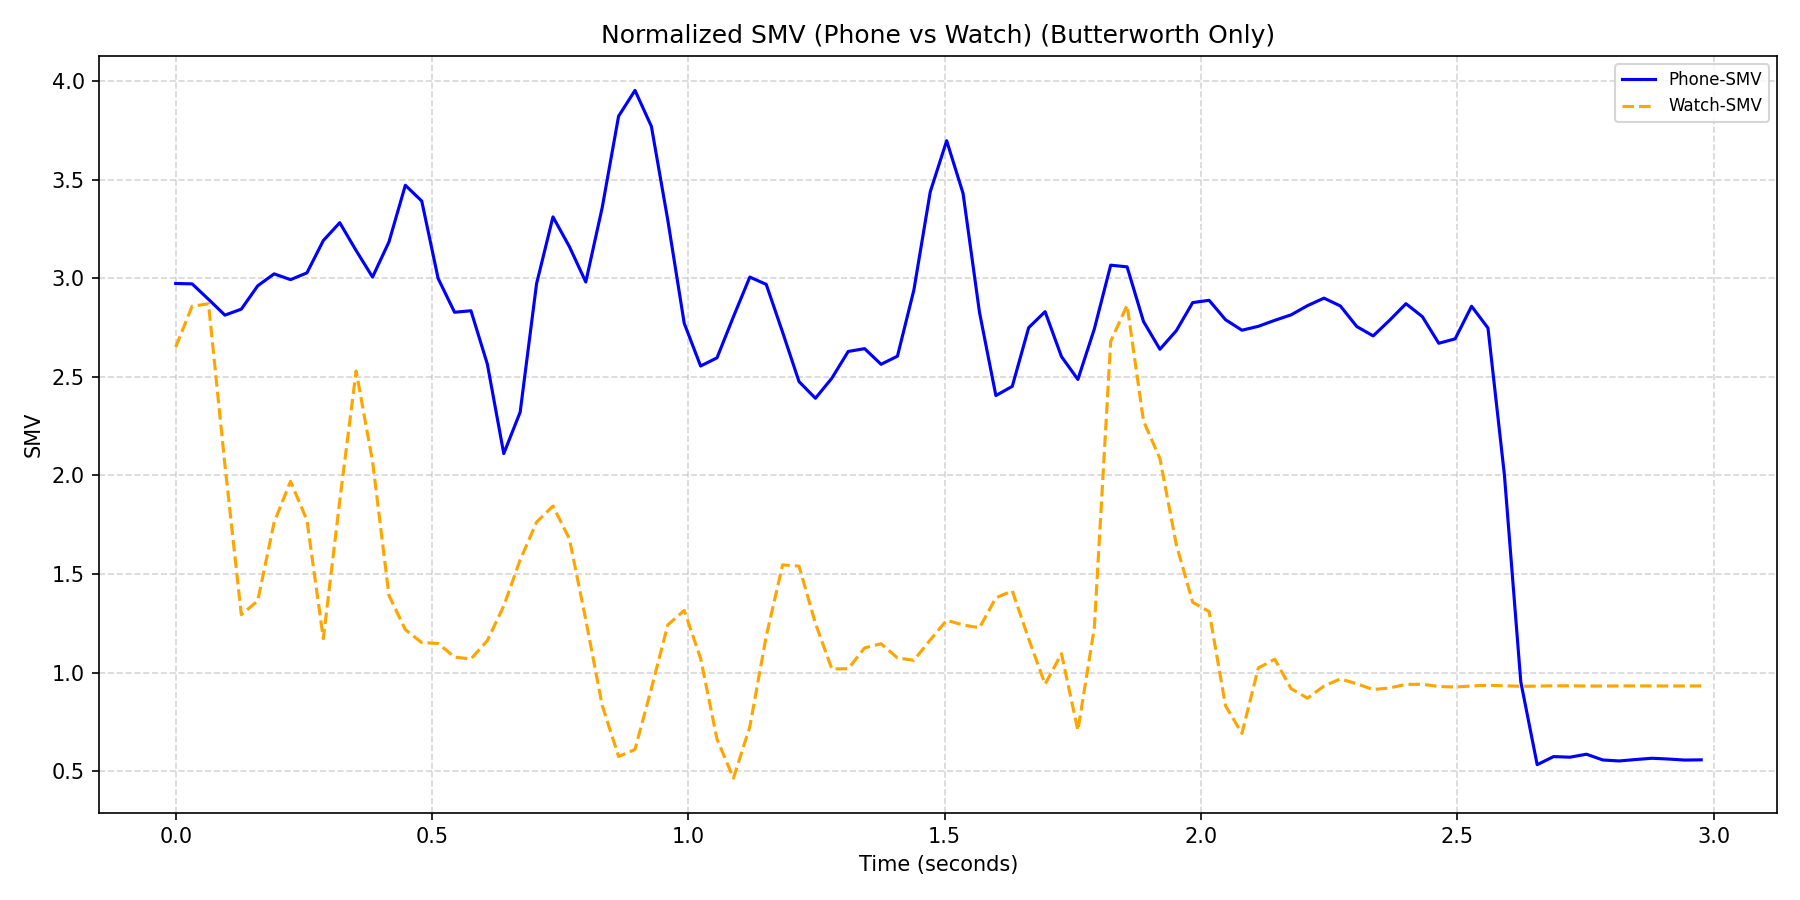 Normalized SMV (Phone vs Watch) (Butterworth Only)
Phone-SMV
Watch-SMV
4.0
3.5
3.0
2.5
2.0
1.5
1.0
0.5
SMV
0.0 0.5 1.0 1.5 2.0 2.5 3.0
Time (seconds)